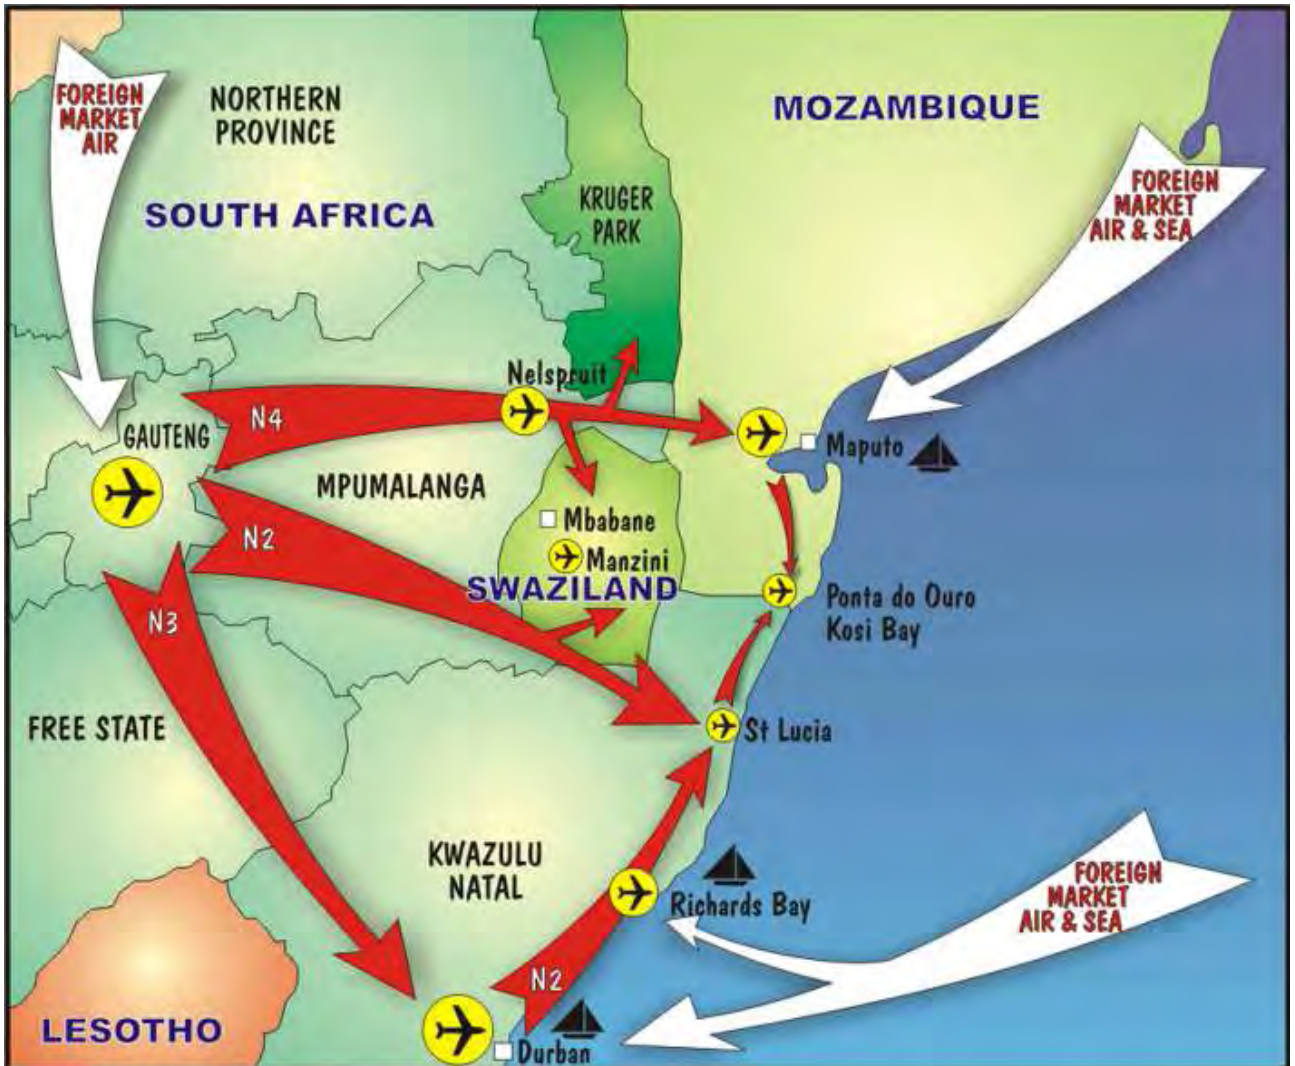 FOREIGN
MARKET
AIR
NORTHERN
PROVINCE
MOZAMBIQUE
SOUTH AFRICA
KRUGER
PARK
FOREIGN
MARKET
AIR & SEA
Nelspruit
N4
GAUTENG
Maputo
MPUMALANGA
N2
Mbabane
Manzini
SWAZILAND
Ponta do Ouro
Kosi Bay
N3
FREE STATE
St Lucia
KWAZULU
NATAL
Richards Bay
FOREIGN
MARKET
AIR & SEA
N2
LESOTHO
Durban